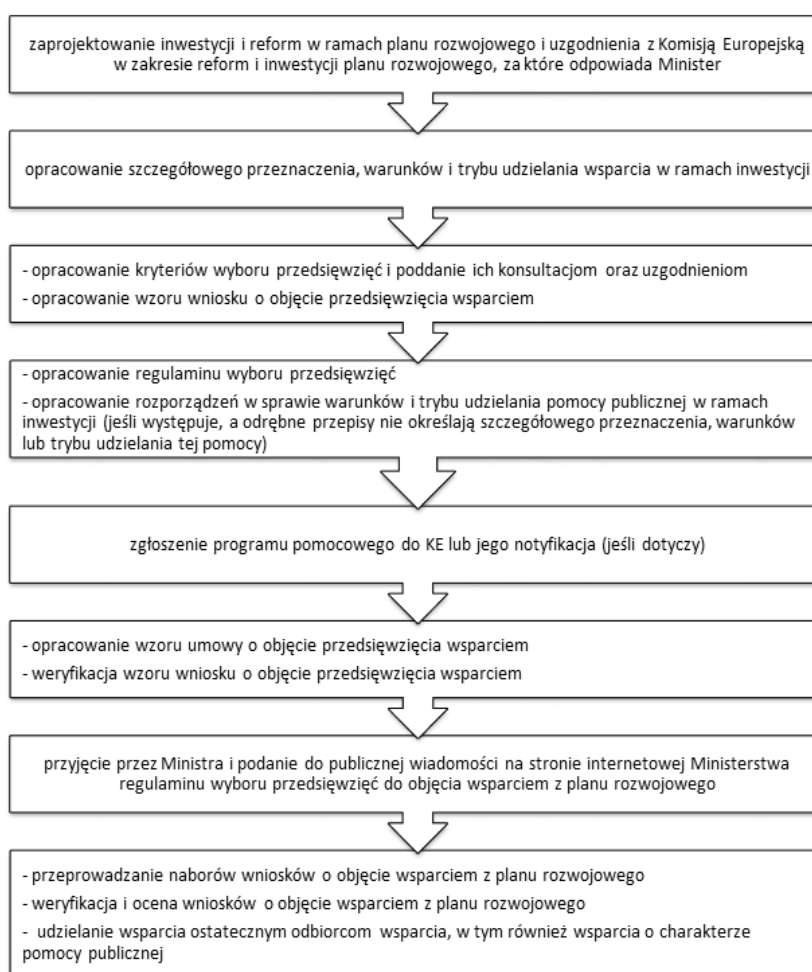 zaprojektowanie inwestycji i reform w ramach planu rozwojowego i uzgodnienia z Komisją Europejską
w zakresie reform i inwestycji planu rozwojowego, za które odpowiada Minister
opracowanie szczegółowego przeznaczenia, warunków i trybu udzielania wsparcia w ramach inwestycji
- opracowanie kryteriów wyboru przedsięwzięć i poddanie ich konsultacjom oraz uzgodnieniom
- opracowanie wzoru wniosku o objęcie przedsięwzięcia wsparciem
- opracowanie regulaminu wyboru przedsięwzięć
- opracowanie rozporządzeń w sprawie warunków i trybu udzielania pomocy publicznej w ramach
inwestycji (jeśli występuje, a odrębne przepisy nie określają szczegółowego przeznaczenia, warunków
lub trybu udzielania tej pomocy)
zgłoszenie programu pomocowego do KE lub jego notyfikacja (jeśli dotyczy)
- opracowanie wzoru umowy o objęcie przedsięwzięcia wsparciem
- weryfikacja wzoru wniosku o objęcie przedsięwzięcia wsparciem
przyjęcie przez Ministra i podanie do publicznej wiadomości na stronie internetowej Ministerstwa
regulaminu wyboru przedsięwzięć do objęcia wsparciem z planu rozwojowego
- przeprowadzanie naborów wniosków o objęcie wsparciem z planu rozwojowego
- weryfikacja i ocena wniosków o objęcie wsparciem z planu rozwojowego
- udzielanie wsparcia ostatecznym odbiorcom wsparcia, w tym również wsparcia o charakterze
pomocy publicznej